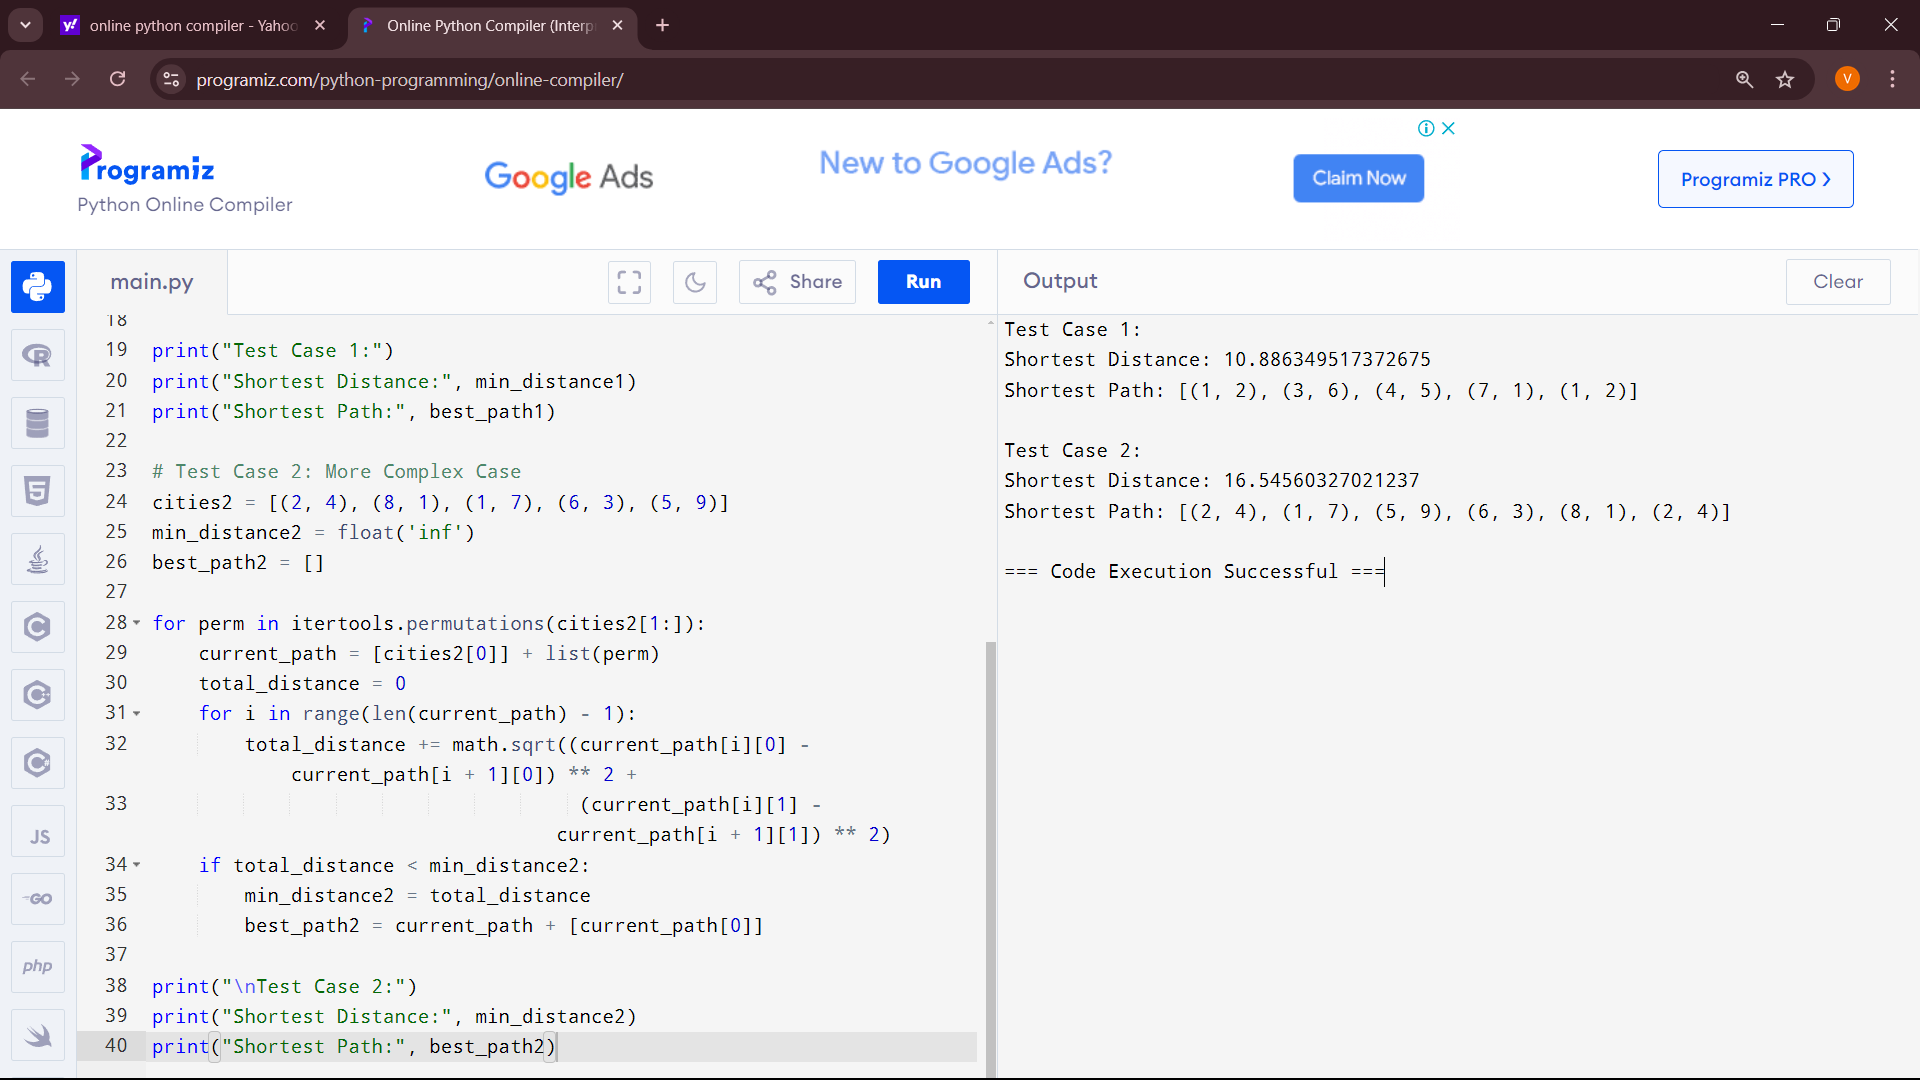 online python compiler - Yahoo
Online Python Compiler (Interp
programiz.com/python-programming/online-compiler/
V
Programiz
Python Online Compiler
Google Ads
New to Google Ads?
Claim Now
Programiz PRO
main.py
Share
Run
Output
Clear
18
19 print("Test Case 1:")
20 print("Shortest Distance:", min_distance1)
21 print("Shortest Path:", best_path1)
22
23 # Test Case 2: More Complex Case
24 cities2 = [(2, 4), (8, 1), (1, 7), (6, 3), (5, 9)]
25 min_distance2 = float('inf')
26 best_path2 = []
27
28 for perm in itertools.permutations(cities2[1:]):
29     current_path = [cities2[0]] + list(perm)
30     total_distance = 0
31     for i in range(len(current_path) - 1):
32         total_distance += math.sqrt((current_path[i][0] -
            current_path[i + 1][0]) ** 2 +
33                                     (current_path[i][1] -
                                   current_path[i + 1][1]) ** 2)
34     if total_distance < min_distance2:
35         min_distance2 = total_distance
36         best_path2 = current_path + [current_path[0]]
37
38 print("\nTest Case 2:")
39 print("Shortest Distance:", min_distance2)
40 print("Shortest Path:", best_path2)
Test Case 1:
Shortest Distance: 10.886349517372675
Shortest Path: [(1, 2), (3, 6), (4, 5), (7, 1), (1, 2)]
Test Case 2:
Shortest Distance: 16.54560327021237
Shortest Path: [(2, 4), (1, 7), (5, 9), (6, 3), (8, 1), (2, 4)]
=== Code Execution Successful ===
R
5
C
C
C
JS
GO
php